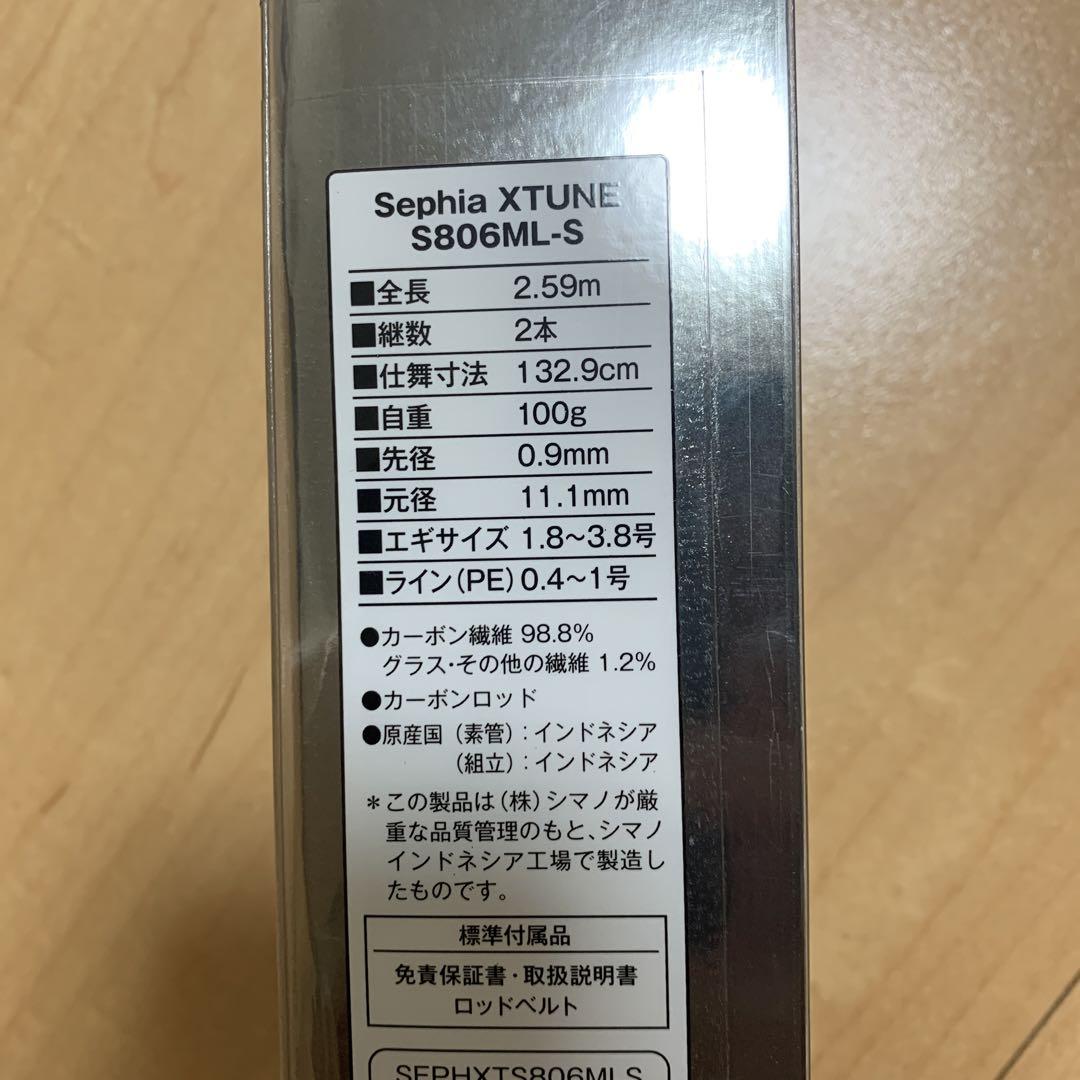 Sephia XTUNE
S806ML-S
■全長 2.59m
■継数 2本
■仕舞寸法 132.9cm
■自重 100g
■先径 0.9mm
■元径 11.1mm
■エギサイズ 1.8〜3.8号
■ライン(PE) 0.4〜1号
●カーボン繊維 98.8%
グラス・その他の繊維 1.2%
●カーボンロッド
●原産国(素管):インドネシア
(組立):インドネシア
*この製品は(株)シマノが厳
重な品質管理のもと、シマノ
インドネシア工場で製造し
たものです。
標準付属品
免責保証書・取扱説明書
ロッドベルト
SEPHXTS806MLS